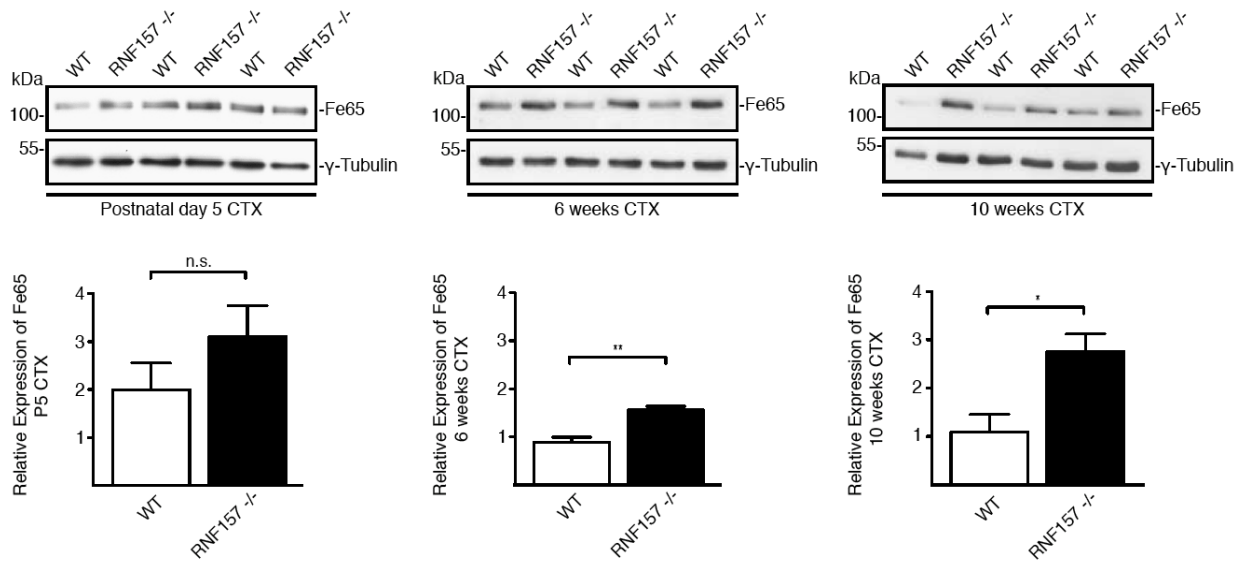 WT RNF157 -/- WT RNF157 -/- WT RNF157 -/-
kDa
100-
-Fe65
55-
-γ-Tubulin
Postnatal day 5 CTX
WT RNF157 -/- WT RNF157 -/- WT RNF157 -/-
kDa
100-
-Fe65
55-
-γ-Tubulin
6 weeks CTX
WT RNF157 -/- WT RNF157 -/- WT RNF157 -/-
kDa
100-
-Fe65
55-
-γ-Tubulin
10 weeks CTX
Relative Expression of Fe65
P5 CTX
4
3
2
1
n.s.
WT
RNF157 -/-
Relative Expression of Fe65
6 weeks CTX
4
3
2
1
**
WT
RNF157 -/-
Relative Expression of Fe65
10 weeks CTX
4
3
2
1
*
WT
RNF157 -/-